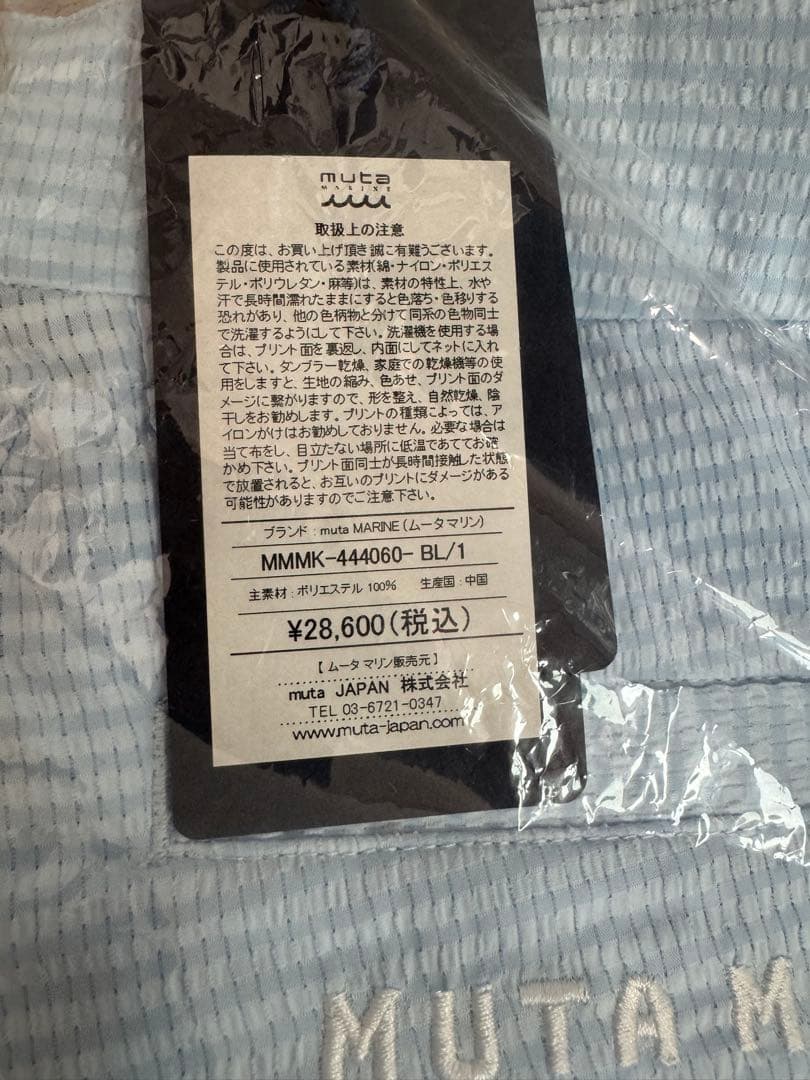 muta
MARINE
取扱上の注意
この度は、お買い上げ頂き誠に有難うございます。
製品に使用されている素材(綿・ナイロン・ポリエス
テル・ポリウレタン・麻等)は、素材の特性上、水や
汗で長時間濡れたままにすると色落ち・色移りする
恐れがあり、他の色柄物と分けて同系の色物同士
で洗濯するようにして下さい。洗濯機を使用する場
合は、プリント面を裏返し、内面にしてネットに入れ
て下さい。タンブラー乾燥、家庭での乾燥機等の使
用をしますと、生地の縮み、色あせ、プリント面のダ
メージに繋がりますので、形を整え、自然乾燥、陰
干しをお勧めします。プリントの種類によっては、ア
イロンがけはお勧めしておりません。必要な場合は
当て布をし、目立たない場所に低温であててお確
かめ下さい。プリント面同士が長時間接触した状態
で放置されると、お互いのプリントにダメージがある
可能性がありますのでご注意下さい。
ブランド : muta MARINE (ムータ マリン)
MMMK-444060- BL/1
主素材 : ポリエステル 100% 生産国 : 中国
¥28,600(税込)
【 ムータ マリン販売元 】
muta JAPAN 株式会社
TEL 03-6721-0347
www.muta-japan.com
MUTA M